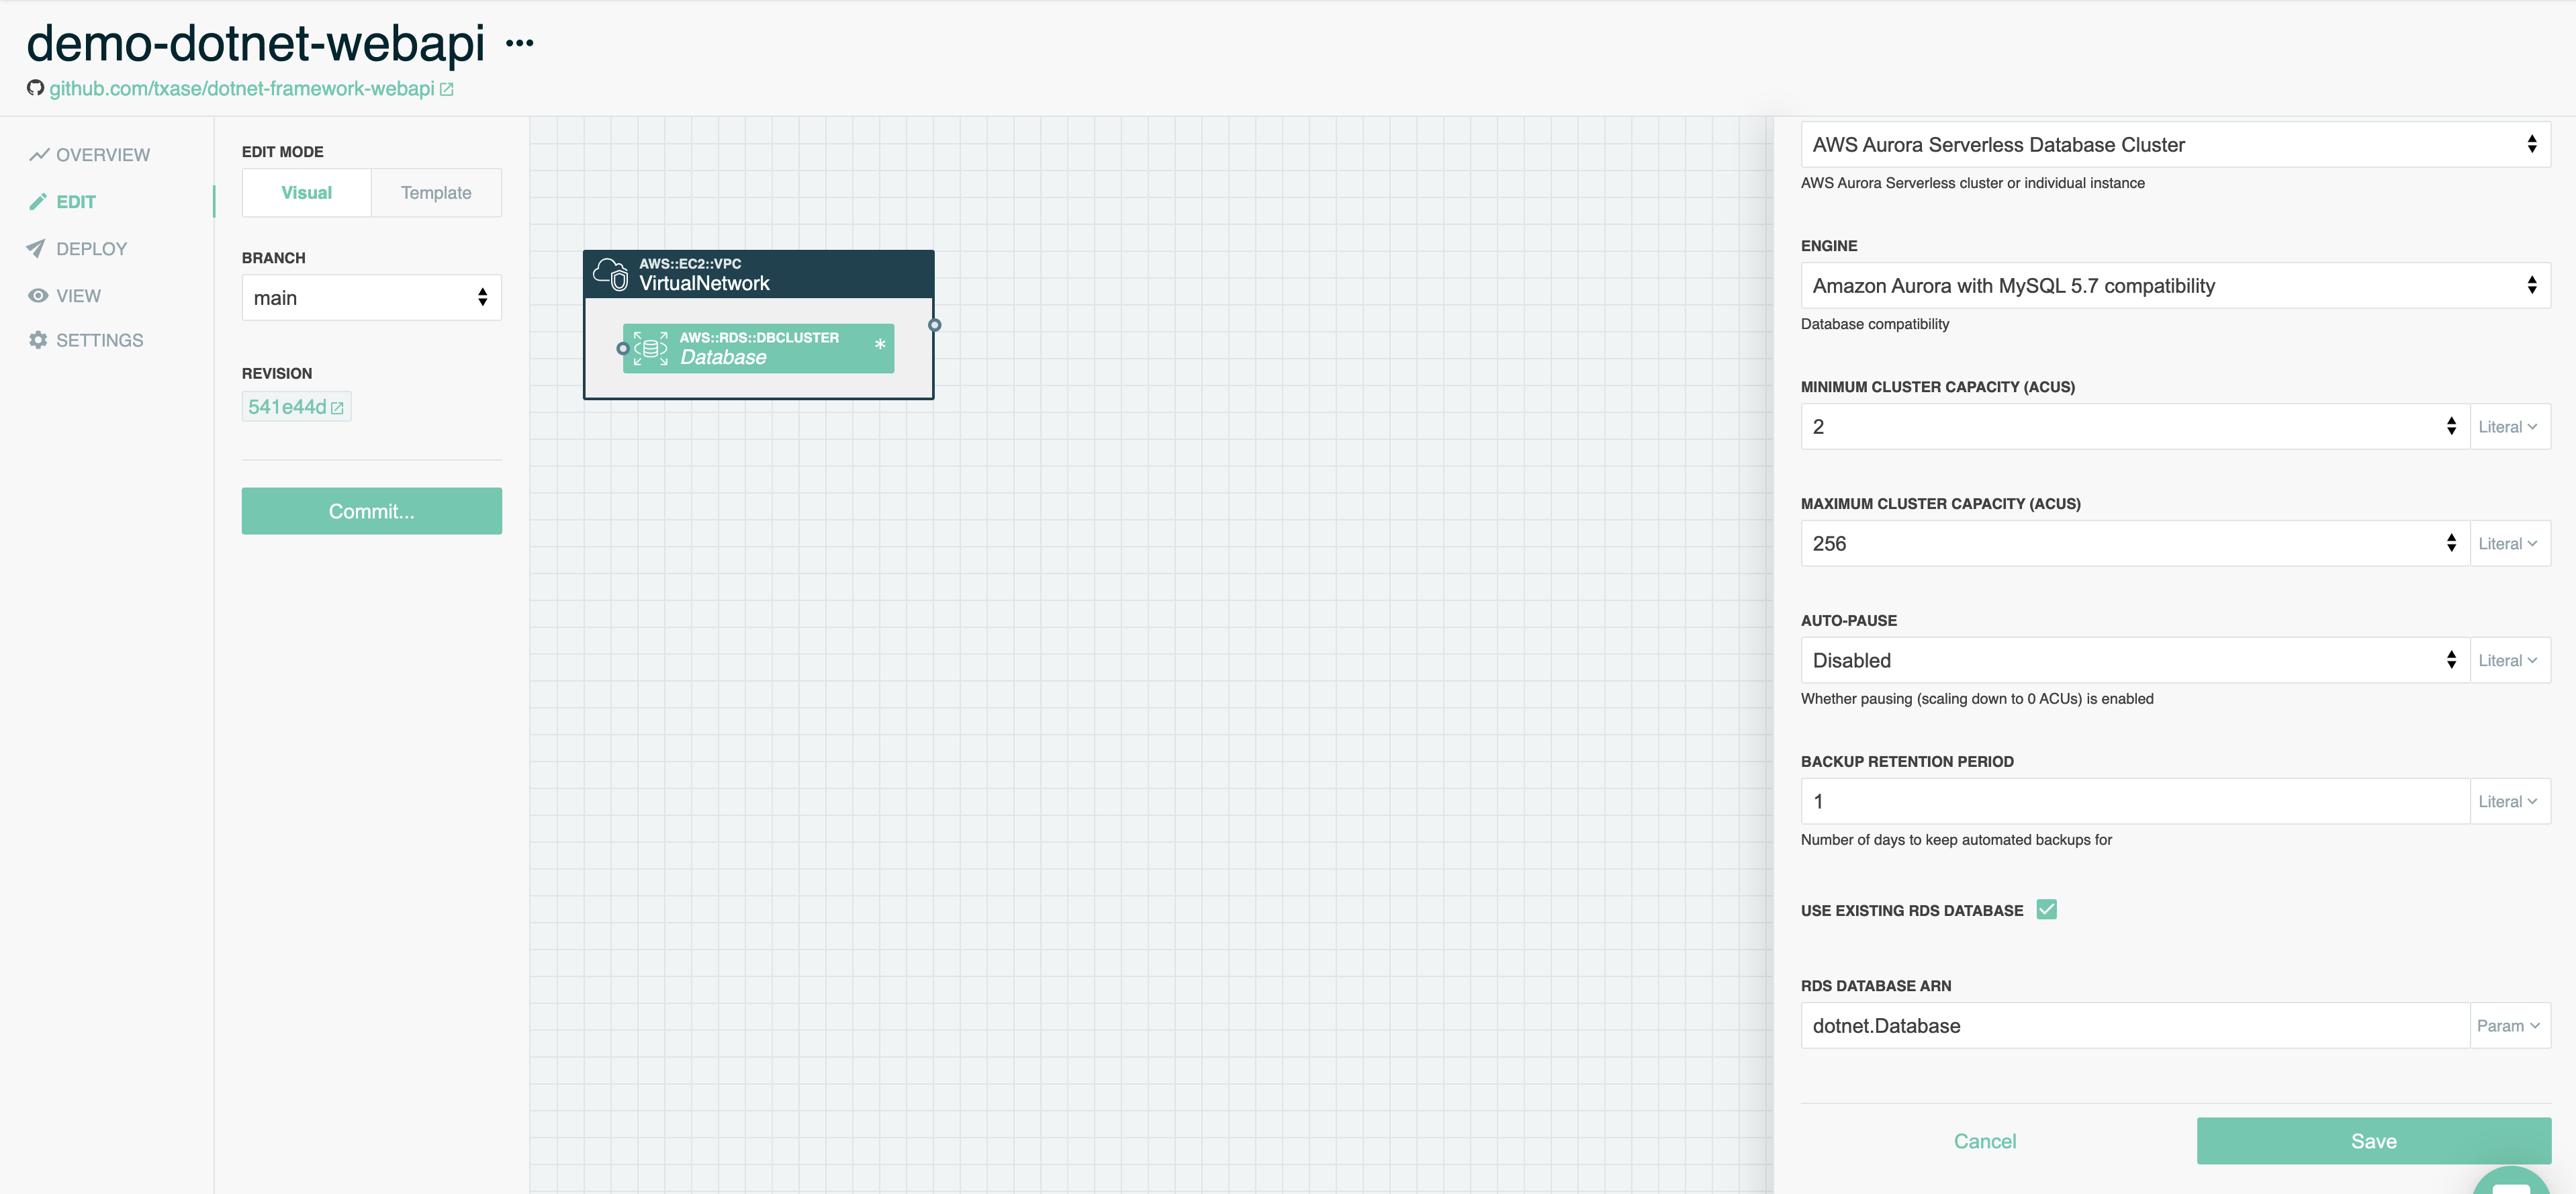 demo-dotnet-webapi ...
github.com/txase/dotnet-framework-webapi
OVERVIEW
EDIT
DEPLOY
VIEW
SETTINGS
EDIT MODE
Visual
Template
BRANCH
main
REVISION
541e44d
Commit...
AWS::EC2::VPC
VirtualNetwork
AWS::RDS::DBCLUSTER
Database
*
AWS Aurora Serverless Database Cluster
AWS Aurora Serverless cluster or individual instance
ENGINE
Amazon Aurora with MySQL 5.7 compatibility
Database compatibility
MINIMUM CLUSTER CAPACITY (ACUS)
2
Literal
MAXIMUM CLUSTER CAPACITY (ACUS)
256
Literal
AUTO-PAUSE
Disabled
Literal
Whether pausing (scaling down to 0 ACUs) is enabled
BACKUP RETENTION PERIOD
1
Literal
Number of days to keep automated backups for
USE EXISTING RDS DATABASE
RDS DATABASE ARN
dotnet.Database
Param
Cancel
Save